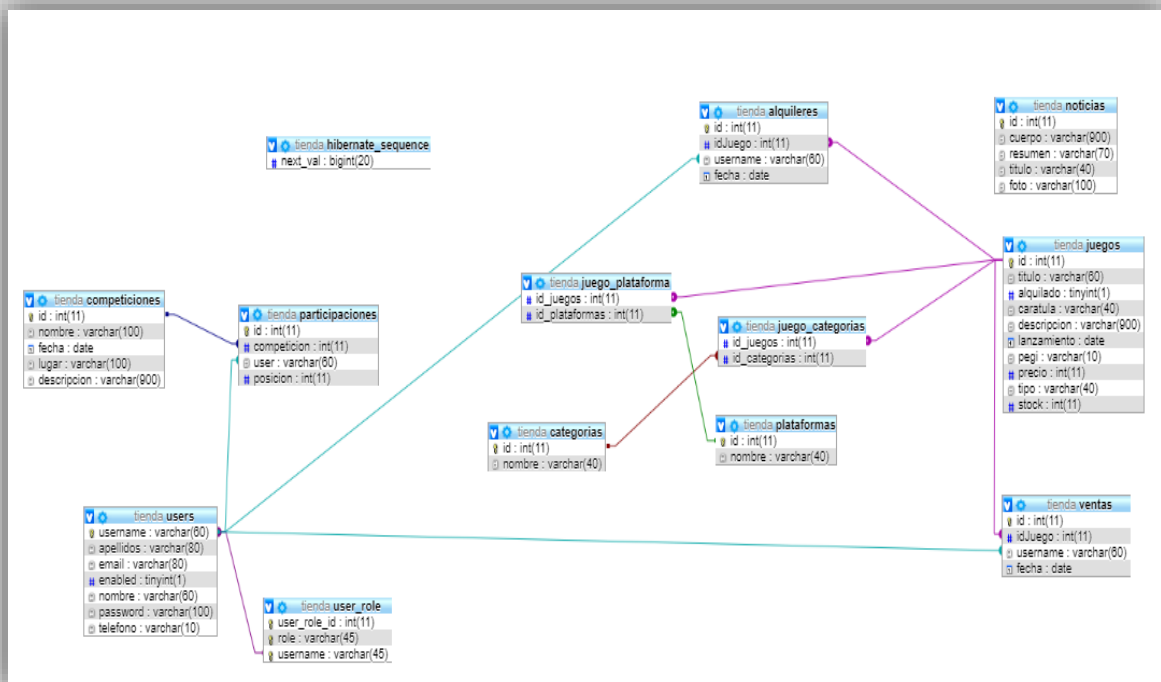 tienda hibernate_sequence
next_val : bigint(20)
tienda alquileres
id : int(11)
idJuego : int(11)
username : varchar(60)
fecha : date
tienda noticias
id : int(11)
cuerpo : varchar(900)
resumen : varchar(70)
titulo : varchar(40)
foto : varchar(100)
tienda competiciones
id : int(11)
nombre : varchar(100)
fecha : date
lugar : varchar(100)
descripcion : varchar(900)
tienda participaciones
id : int(11)
competicion : int(11)
user : varchar(60)
posicion : int(11)
tienda juego_plataforma
id_juegos : int(11)
id_plataformas : int(11)
tienda juego_categorias
id_juegos : int(11)
id_categorias : int(11)
tienda juegos
id : int(11)
titulo : varchar(60)
alquilado : tinyint(1)
caratula : varchar(40)
descripcion : varchar(900)
lanzamiento : date
pegi : varchar(10)
precio : int(11)
tipo : varchar(40)
stock : int(11)
tienda categorias
id : int(11)
nombre : varchar(40)
tienda plataformas
id : int(11)
nombre : varchar(40)
tienda users
username : varchar(60)
apellidos : varchar(80)
email : varchar(80)
enabled : tinyint(1)
nombre : varchar(60)
password : varchar(100)
telefono : varchar(10)
tienda user_role
user_role_id : int(11)
role : varchar(45)
username : varchar(45)
tienda ventas
id : int(11)
idJuego : int(11)
username : varchar(60)
fecha : date